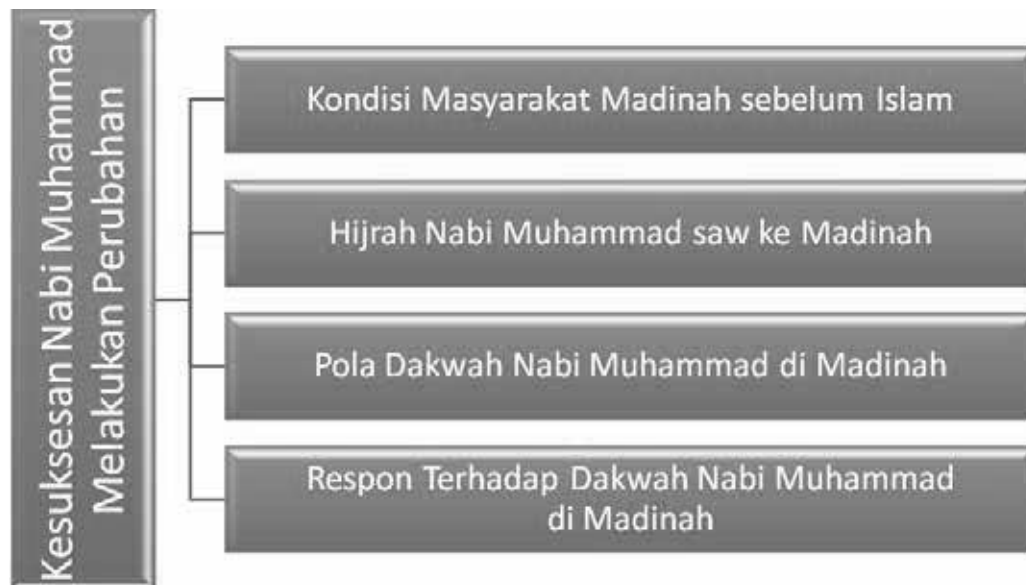 Kesuksesan Nabi Muhammad
Melakukan Perubahan
Kondisi Masyarakat Madinah sebelum Islam
Hijrah Nabi Muhammad saw ke Madinah
Pola Dakwah Nabi Muhammad di Madinah
Respon Terhadap Dakwah Nabi Muhammad
di Madinah